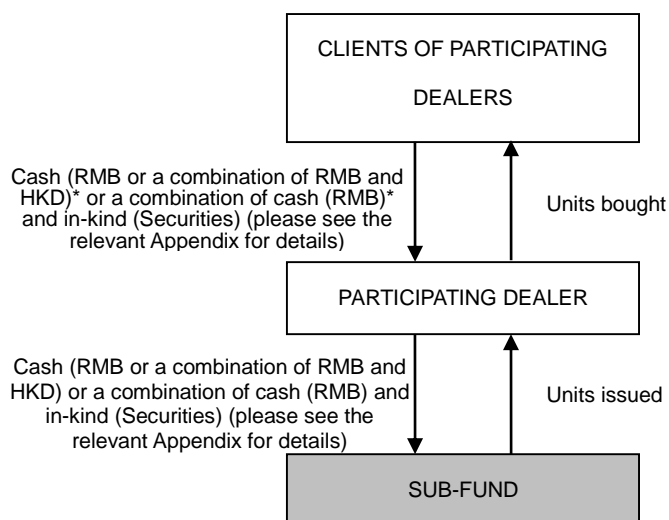 CLIENTS OF PARTICIPATING
DEALERS
Cash (RMB or a combination of RMB and
HKD)* or a combination of cash (RMB)*
and in-kind (Securities) (please see the
relevant Appendix for details)
Units bought
PARTICIPATING DEALER
Cash (RMB or a combination of RMB and
HKD) or a combination of cash (RMB) and
in-kind (Securities) (please see the
relevant Appendix for details)
Units issued
SUB-FUND